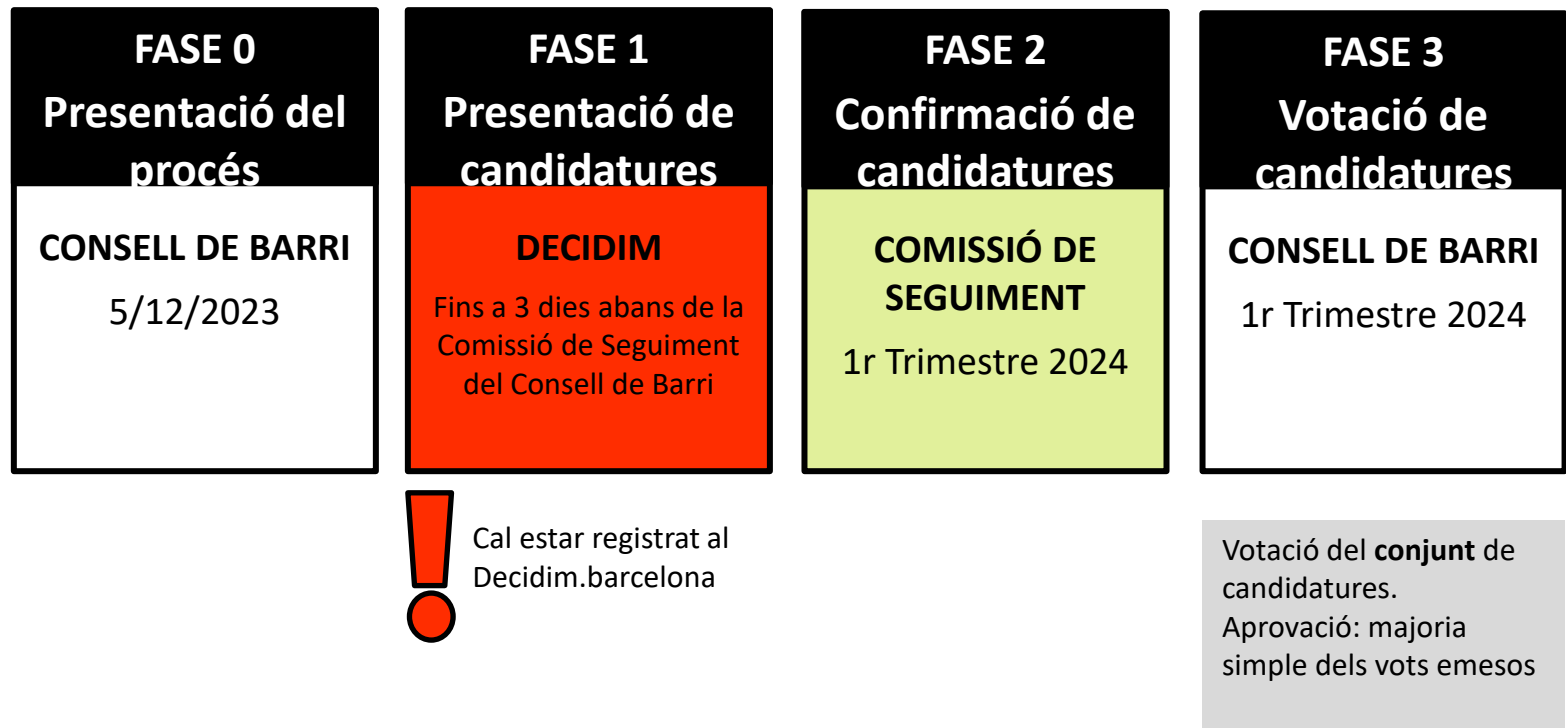 FASE 0
Presentació del
procés
CONSELL DE BARRI
5/12/2023
FASE 1
Presentació de
candidatures
DECIDIM
Fins a 3 dies abans de la
Comissió de Seguiment
del Consell de Barri
Cal estar registrat al
Decidim.barcelona
FASE 2
Confirmació de
candidatures
COMISSIÓ DE
SEGUIMENT
1r Trimestre 2024
FASE 3
Votació de
candidatures
CONSELL DE BARRI
1r Trimestre 2024
Votació del conjunt de
candidatures.
Aprovació: majoria
simple dels vots emesos